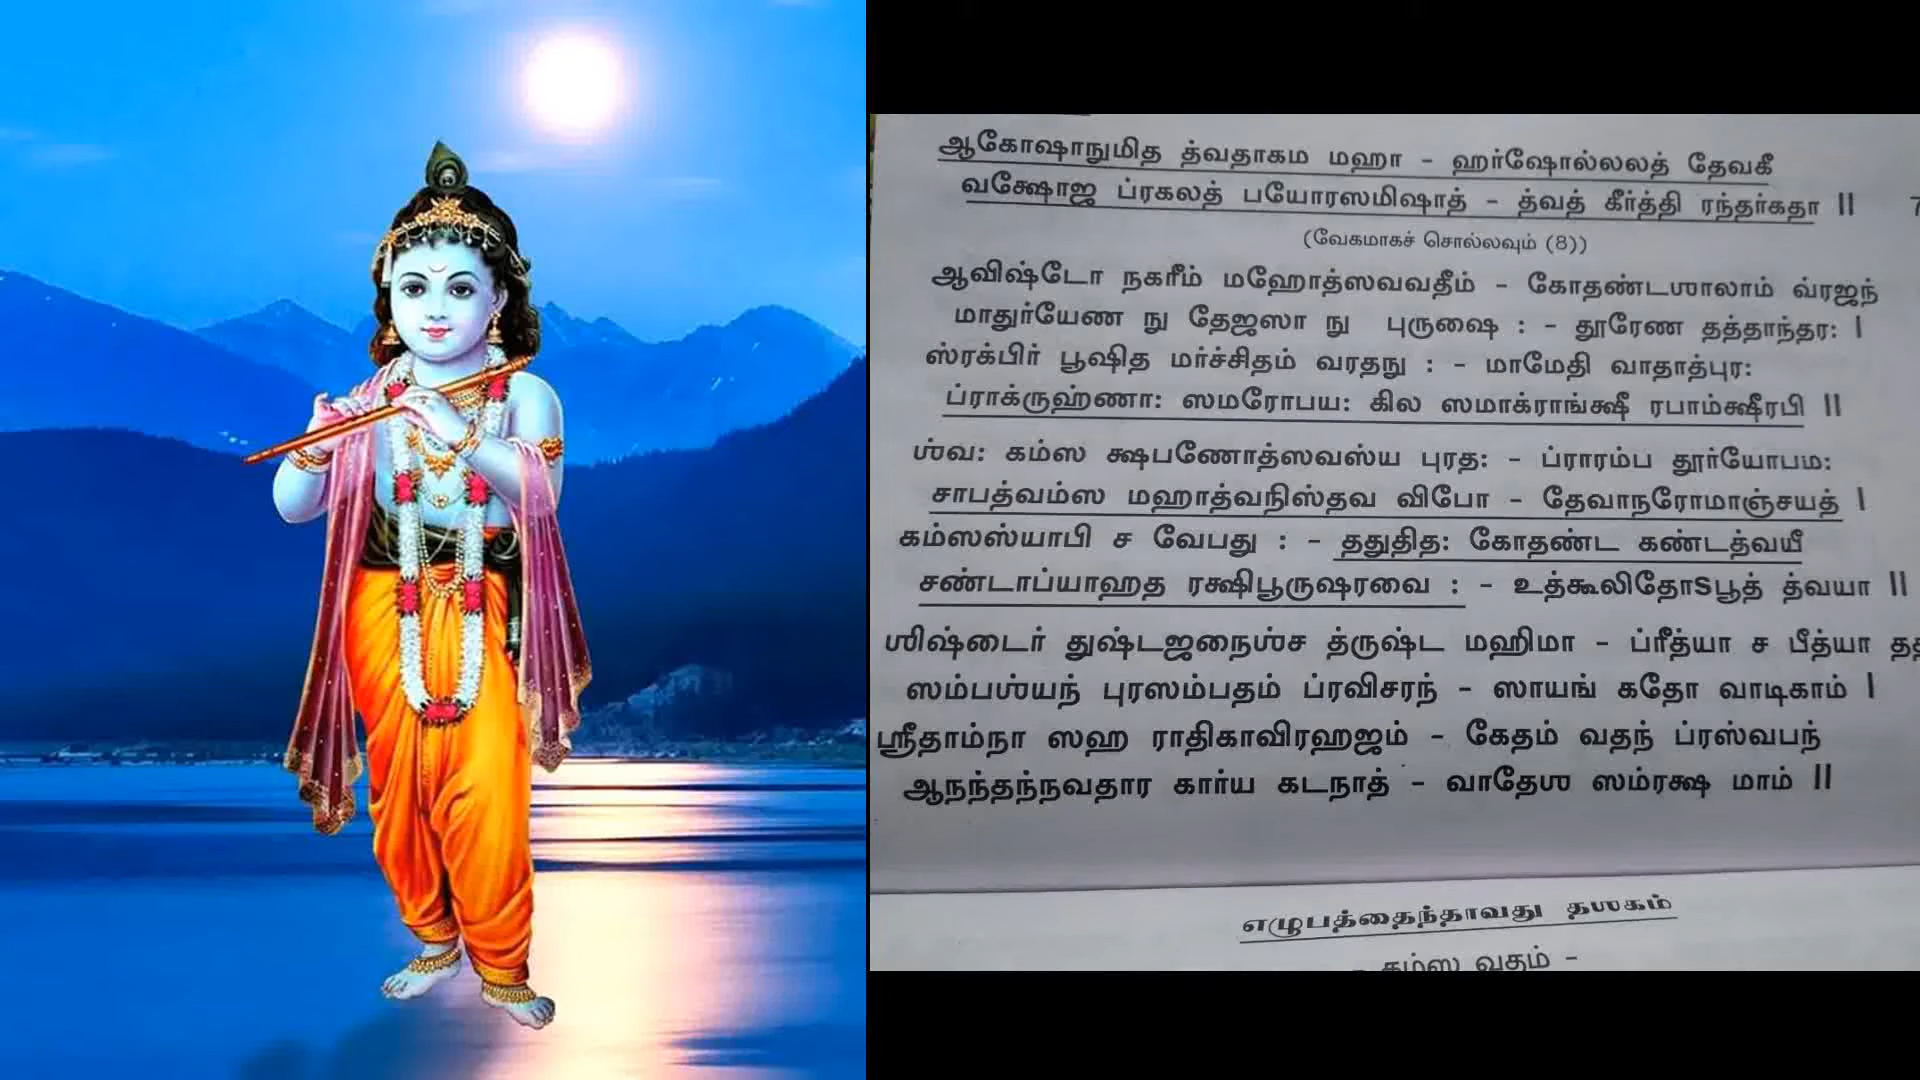 ஆகோஷாநுமித த்வதாகம மஹா - ஹர்ஷோல்லலத் தேவகீ
வக்ஷோஜ ப்ரகலத் பயோரஸமிஷாத் - த்வத் கீர்த்தி ரந்தர்கதா || 7
(வேகமாகச் சொல்லவும் (8))
ஆவிஷ்டோ நகரீம் மஹோத்ஸவவதீம் - கோதண்டஶாலாம் வ்ரஜந்
மாதுர்யேண நு தேஜஸா நு புருஷை : - தூரேண தத்தாந்தர: |
ஸ்ரக்பிர் பூஷித மர்ச்சிதம் வரதநு : - மாமேதி வாதாத்புர:
ப்ராக்ருஹ்ணா: ஸமரோபய: கில ஸமாக்ராங்க்ஷீ ரபாம்க்ஷீரபி ||
ஶ்வ: கம்ஸ க்ஷபணோத்ஸவஸ்ய புரத: - ப்ராரம்ப தூர்யோபம:
சாபத்வம்ஸ மஹாத்வநிஸ்தவ விபோ - தேவாநரோமாஞ்சயத் |
கம்ஸஸ்யாபி ச வேபது : - ததுதித: கோதண்ட கண்டத்வயீ
சண்டாப்யாஹத ரக்ஷிபூருஷரவை : - உத்கூலிதோSபூத் த்வயா ||
ஶிஷ்டைர் துஷ்டஜநைஶ்ச த்ருஷ்ட மஹிமா - ப்ரீத்யா ச பீத்யா
ஸம்பஶ்யந் புரஸம்பதம் ப்ரவிசரந் - ஸாயங் கதோ வாடிகாம் |
ஸ்ரீதாம்நா ஸஹ ராதிகாவிரஹஜம் - கேதம் வதந் ப்ரஸ்வபந்
ஆநந்தந்நவதார கார்ய கடநாத் - வாதேஶ ஸம்ரக்ஷ மாம் ||
எழுபத்தைந்தாவது தஶகம்
- கம்ஸ வதம் -